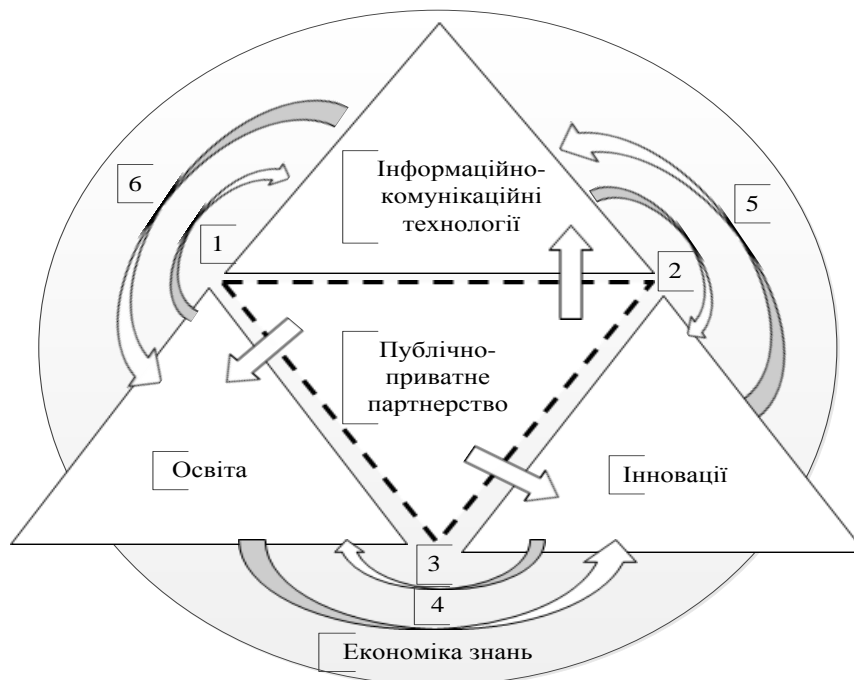 Інформаційно-
комунікаційні
технології
6
5
1
2
Публічно-
приватне
партнерство
Освіта
Інновації
3
4
Економіка знань